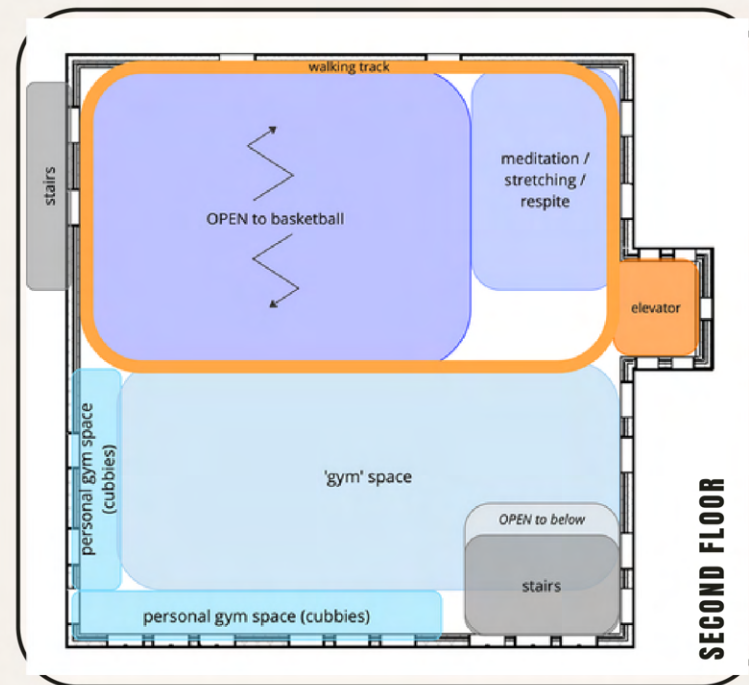 walking track
stairs
OPEN to basketball
meditation /
stretching /
respite
elevator
personal gym space
(cubbies)
'gym' space
OPEN to below
stairs
personal gym space (cubbies)
SECOND FLOOR